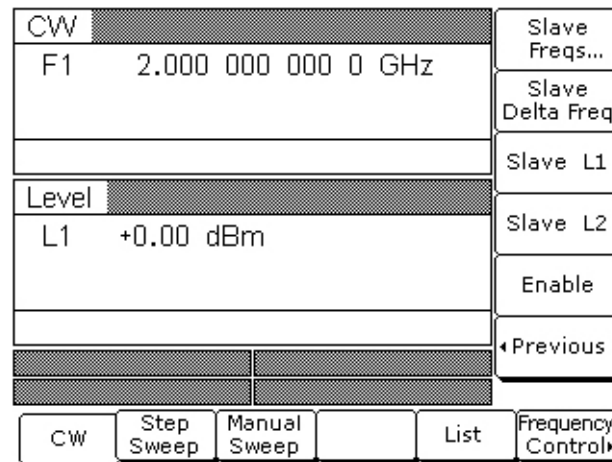 CW
F1 2.000 000 000 0 GHz
Level
L1 +0.00 dBm
Slave
Freqs...
Slave
Delta Freq
Slave L1
Slave L2
Enable
Previous
CW
Step
Sweep
Manual
Sweep
List
Frequency
Control